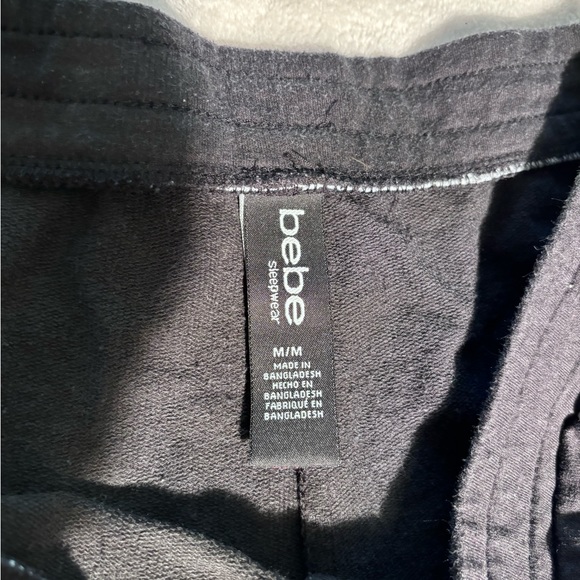 bebe
sleepwear
M/M
MADE IN
BANGLADESH
HECHO EN
BANGLADESH
FABRIQUÉ EN
BANGLADESH